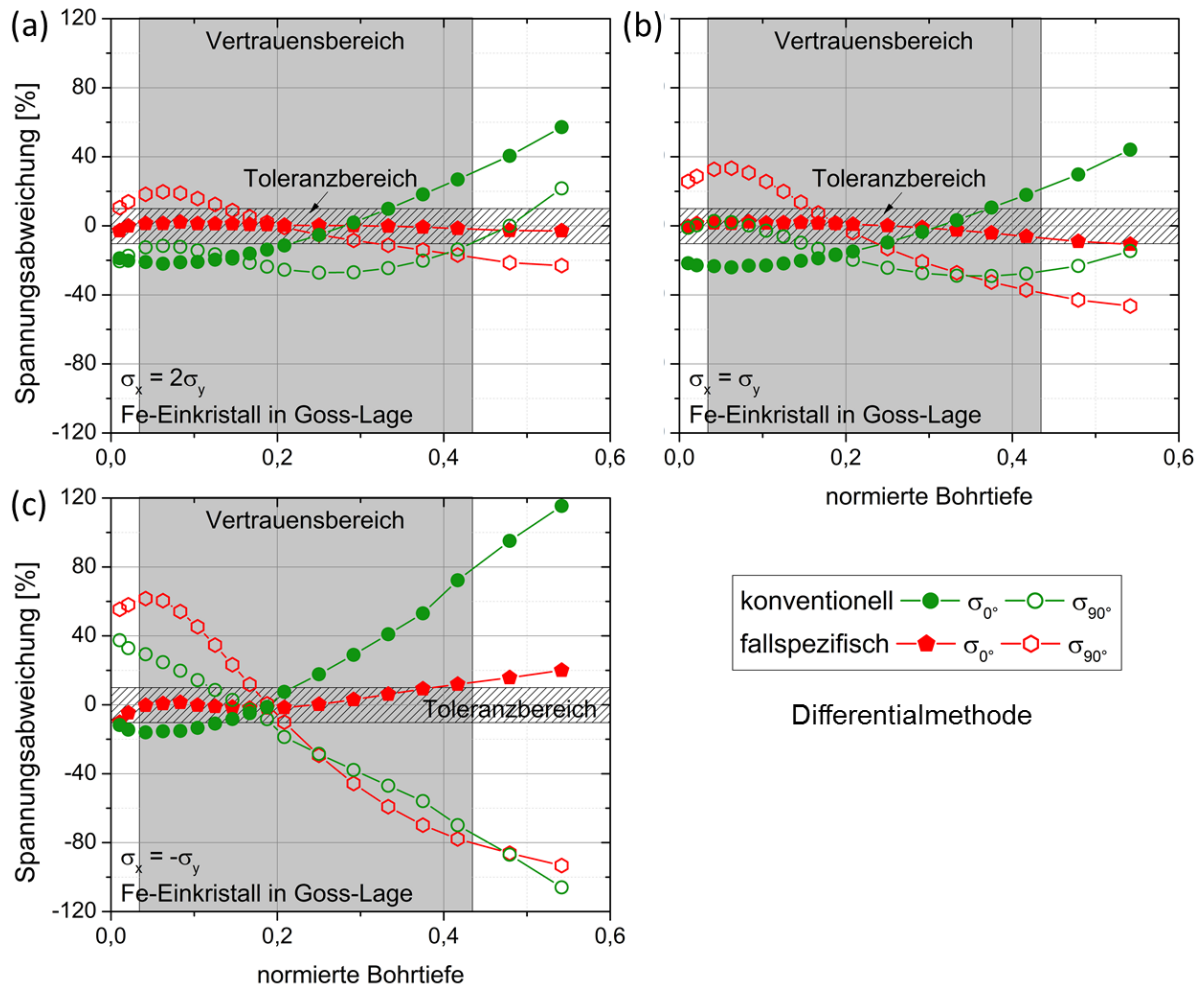 (a)
120
80
40
0
-40
-80
-120
Spannungsabweichung [%]
Vertrauensbereich
Toleranzbereich
σx = 2σy
Fe-Einkristall in Goss-Lage
0,0
0,2
0,4
0,6
(b)
Vertrauensbereich
Toleranzbereich
σx = σy
Fe-Einkristall in Goss-Lage
0,0
0,2
0,4
0,6
normierte Bohrtiefe
(c)
120
80
40
0
-40
-80
-120
Spannungsabweichung [%]
Vertrauensbereich
Toleranzbereich
σx = -σy
Fe-Einkristall in Goss-Lage
0,0
0,2
0,4
0,6
normierte Bohrtiefe
konventionell σ0° σ90°
fallspezifisch σ0° σ90°
Differentialmethode